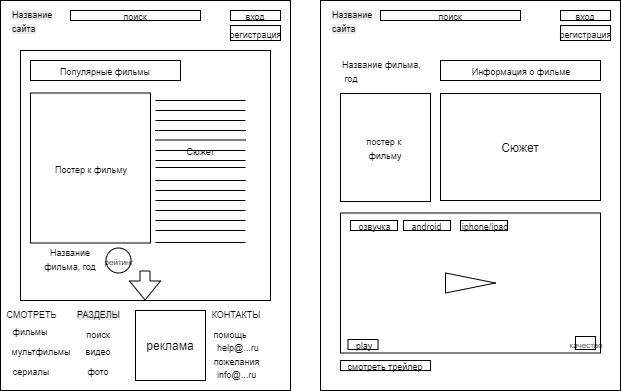 Название
сайта
поиск
вход
регистрация
Популярные фильмы
Постер к фильму
Сюжет
Название
фильма, год
рейтинг
СМОТРЕТЬ
фильмы
мультфильмы
сериалы
РАЗДЕЛЫ
поиск
видео
фото
реклама
КОНТАКТЫ
помощь
help@...ru
пожелания
info@...ru
Название
сайта
поиск
вход
регистрация
Название фильма,
год
Информация о фильме
постер к
фильму
Сюжет
озвучка
android
iphone/ipad
play
качество
смотреть трейлер